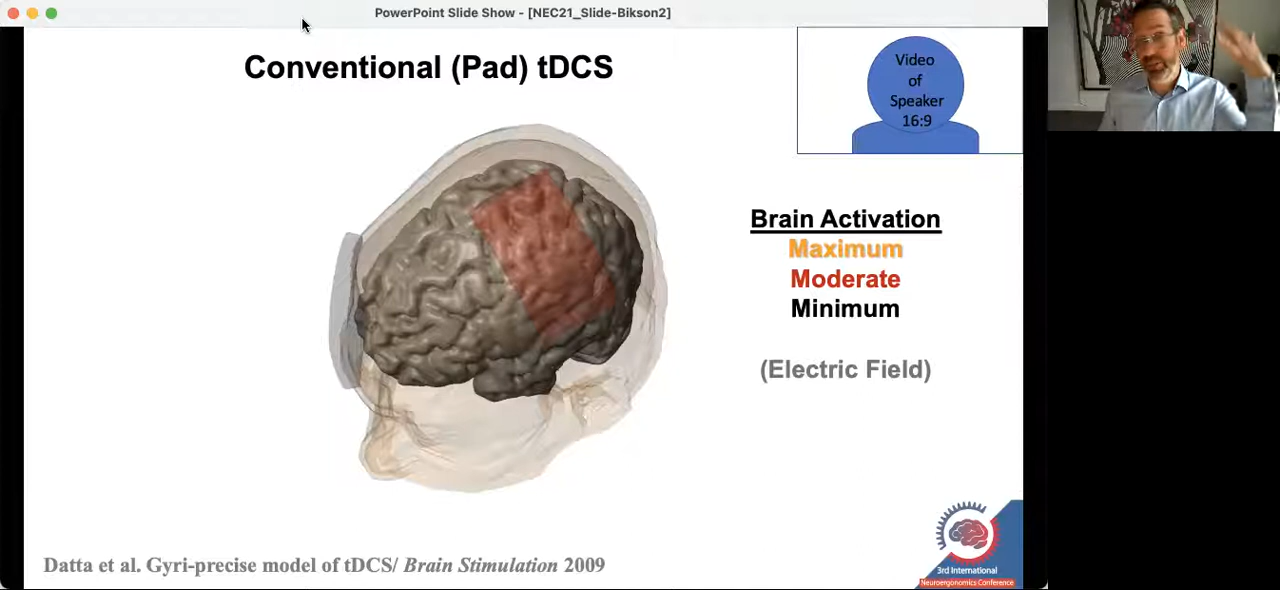 PowerPoint Slide Show - [NEC21_Slide-Bikson2]
Conventional (Pad) tDCS
Video
of
Speaker
16:9
Brain Activation
Maximum
Moderate
Minimum
(Electric Field)
Datta et al. Gyri-precise model of tDCS/ Brain Stimulation 2009
3rd International
Neuroergonomics Conference